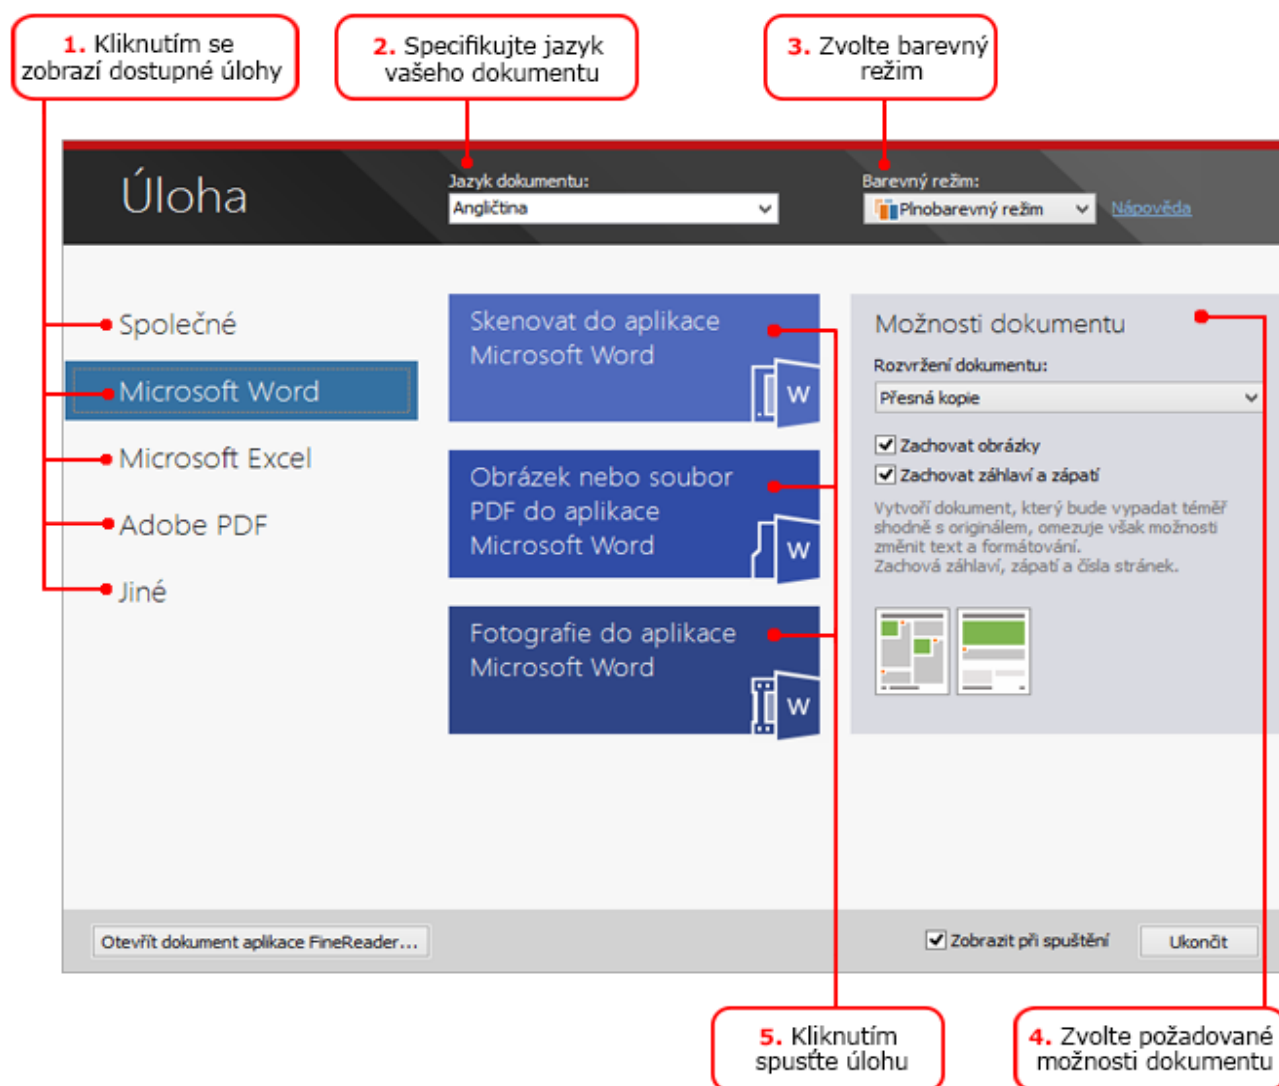 1. Kliknutím se
zobrazí dostupné úlohy
2. Specifikujte jazyk
vašeho dokumentu
3. Zvolte barevný
režim
Úloha
Jazyk dokumentu:
Angličtina
Barevný režim:
Plnobarevný režim
Nápověda
Společné
Microsoft Word
Microsoft Excel
Adobe PDF
Jiné
Skenovat do aplikace
Microsoft Word
W
Obrázek nebo soubor
PDF do aplikace
Microsoft Word
W
Fotografie do aplikace
Microsoft Word
W
Možnosti dokumentu
Rozvržení dokumentu:
Přesná kopie
Zachovat obrázky
Zachovat záhlaví a zápatí
Vytvoří dokument, který bude vypadat téměř
shodně s originálem, omezuje však možnosti
změnit text a formátování.
Zachová záhlaví, zápatí a čísla stránek.
Otevřít dokument aplikace FineReader...
Zobrazit při spuštění
Ukončit
5. Kliknutím
spusťte úlohu
4. Zvolte požadované
možnosti dokumentu